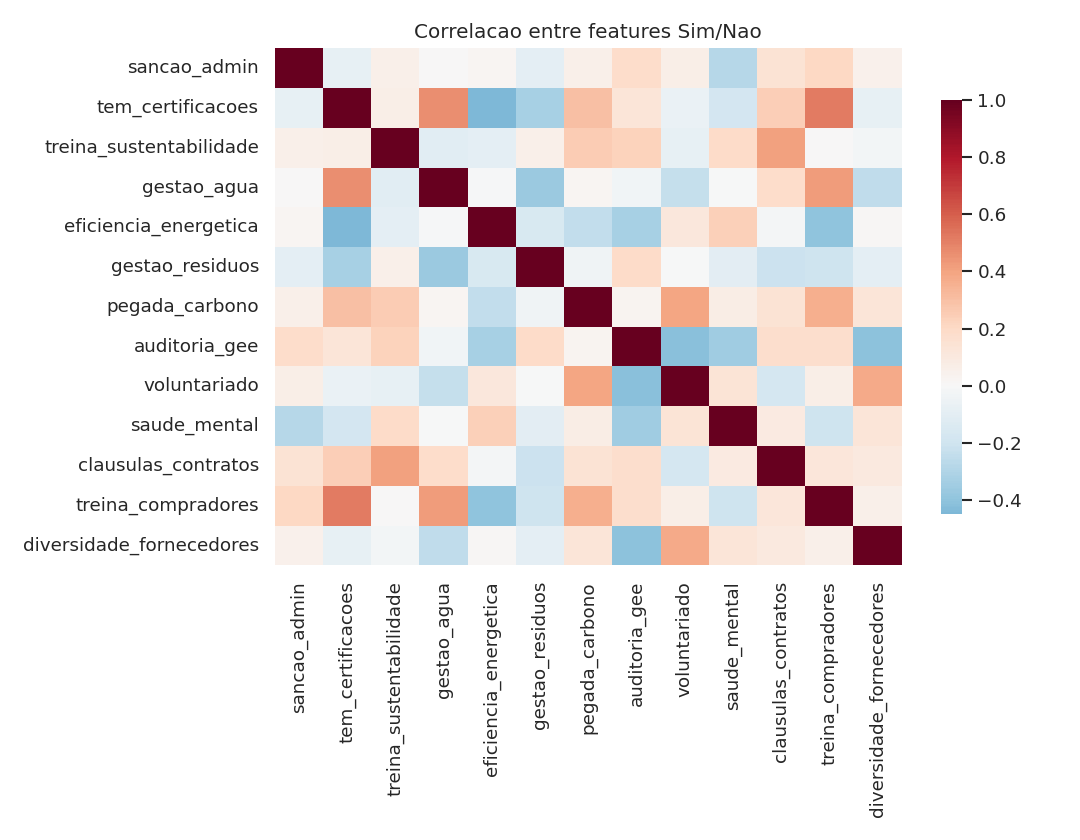 Correlacao entre features Sim/Nao
sancao_admin
tem_certificacoes
treina_sustentabilidade
gestao_agua
eficiencia_energetica
gestao_residuos
pegada_carbono
auditoria_gee
voluntariado
saude_mental
clausulas_contratos
treina_compradores
diversidade_fornecedores
sancao_admin
tem_certificacoes
treina_sustentabilidade
gestao_agua
eficiencia_energetica
gestao_residuos
pegada_carbono
auditoria_gee
voluntariado
saude_mental
clausulas_contratos
treina_compradores
diversidade_fornecedores
1.0
0.8
0.6
0.4
0.2
0.0
−0.2
−0.4